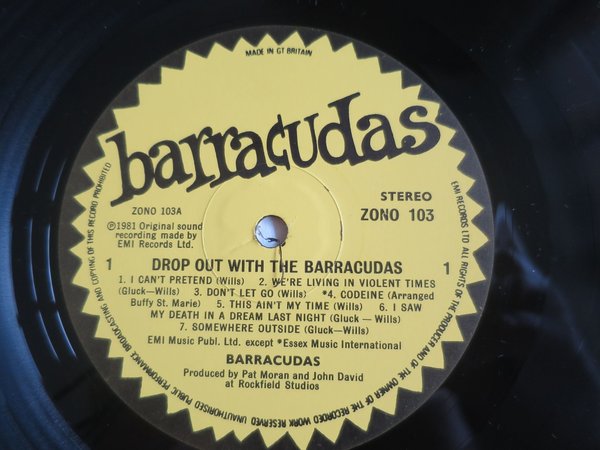 MADE IN GT BRITAIN
barracudas
ZONO 103A
STEREO
ZONO 103
℗1981 Original sound
recording made by
EMI Records Ltd.
1 DROP OUT WITH THE BARRACUDAS 1
1. I CAN'T PRETEND (Wills) 2. WE'RE LIVING IN VIOLENT TIMES
(Gluck—Wills) 3. DON'T LET GO (Wills) *4. CODEINE (Arranged
Buffy St. Marie) 5. THIS AIN'T MY TIME (Wills) 6. I SAW
MY DEATH IN A DREAM LAST NIGHT (Gluck — Wills)
7. SOMEWHERE OUTSIDE (Gluck—Wills)
EMI Music Publ. Ltd. except *Essex Music International
BARRACUDAS
Produced by Pat Moran and John David
at Rockfield Studios
EMI RECORDS LTD. ALL RIGHTS OF THE PRODUCER AND OF THE OWNER OF THE RECORDED WORK RESERVED UNAUTHORISED PUBLIC PERFORMANCE BROADCASTING AND COPYING OF THIS RECORD PROHIBITED